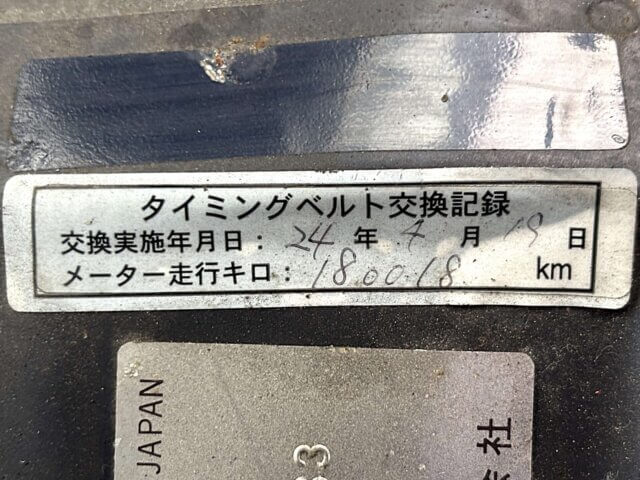 タイミングベルト交換記録
交換実施年月日: 24 年 4 月 19 日
メーター走行キロ: 180018 km
JAPAN